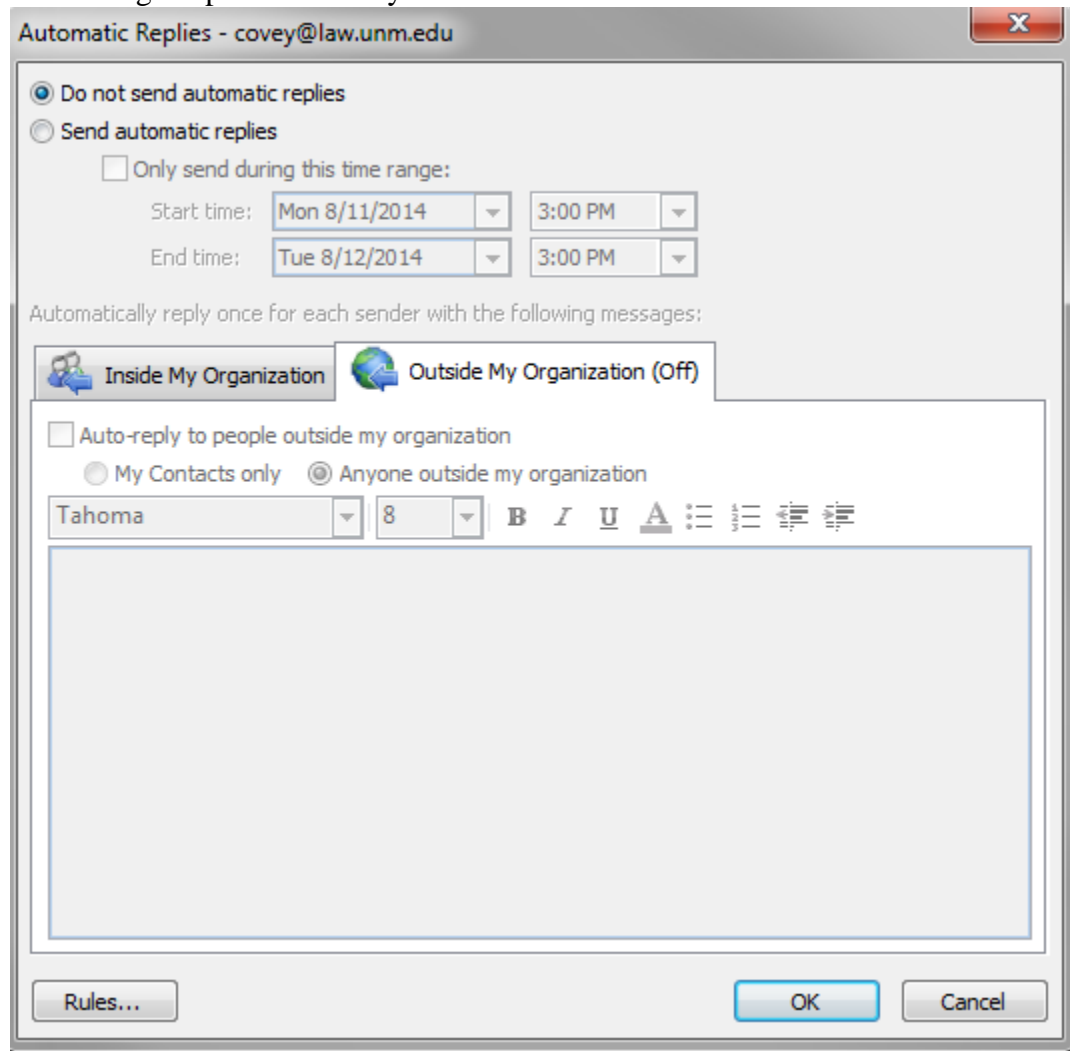 Automatic Replies - covey@law.unm.edu
Do not send automatic replies
Send automatic replies
Only send during this time range:
Start time: Mon 8/11/2014 3:00 PM
End time: Tue 8/12/2014 3:00 PM
Automatically reply once for each sender with the following messages:
Inside My Organization Outside My Organization (Off)
Auto-reply to people outside my organization
My Contacts only Anyone outside my organization
Tahoma 8 B I U A
Rules... OK Cancel